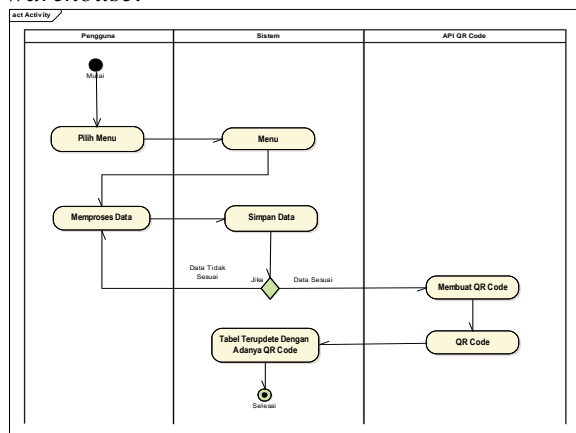 warehouse.
act Activity
Pengguna
Sistem
API QR Code
Mulai
Pilih Menu
Menu
Memproses Data
Simpan Data
Data Tidak
Sesuai
Jika
Data Sesuai
Membuat QR Code
Tabel Terupdete Dengan
Adanya QR Code
QR Code
Selesai